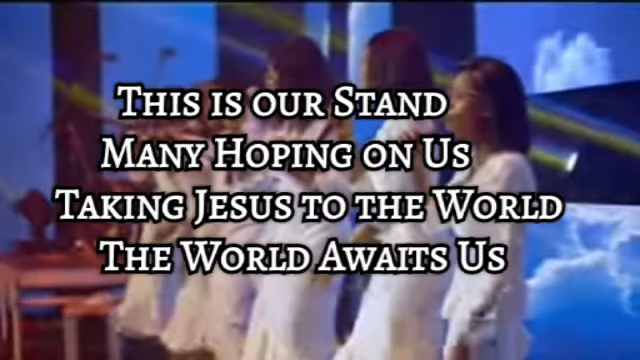 This is our Stand
Many Hoping on Us
Taking Jesus to the World
The World Awaits Us